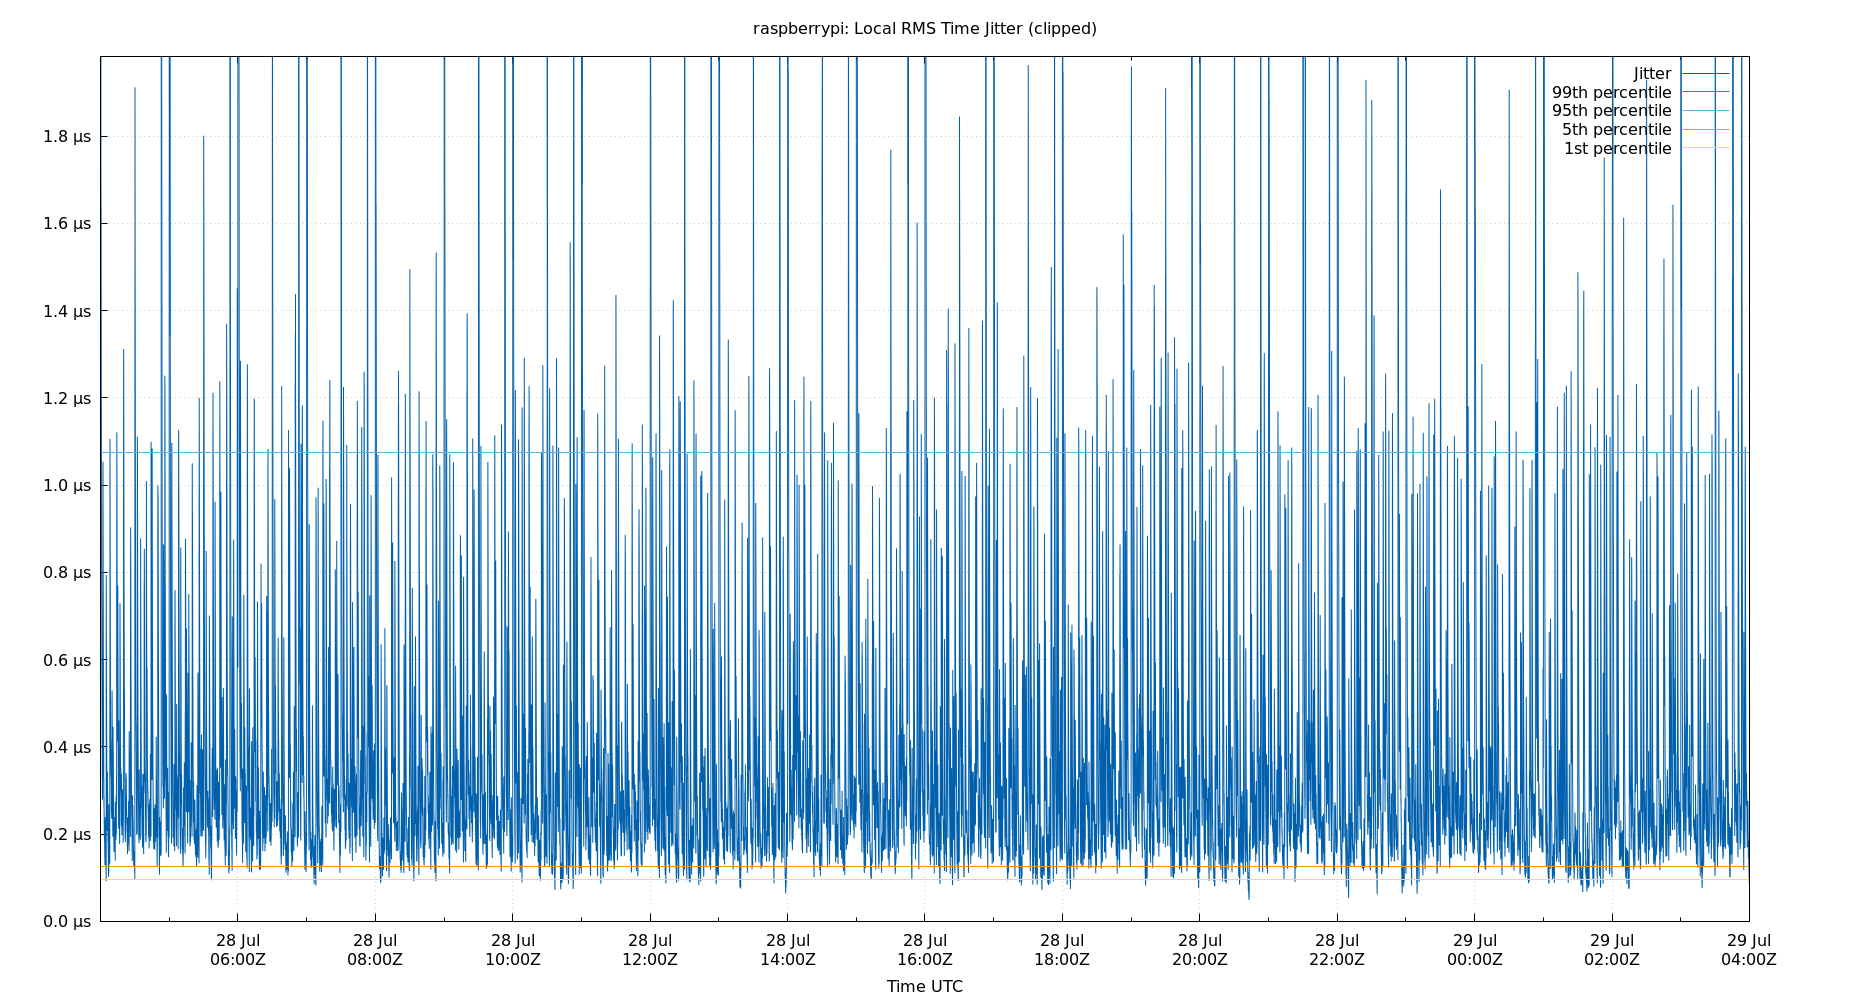 raspberrypi: Local RMS Time Jitter (clipped)
Jitter
99th percentile
95th percentile
5th percentile
1st percentile
1.8 µs
1.6 µs
1.4 µs
1.2 µs
1.0 µs
0.8 µs
0.6 µs
0.4 µs
0.2 µs
0.0 µs
28 Jul 28 Jul 28 Jul 28 Jul 28 Jul 28 Jul 28 Jul 28 Jul 28 Jul 29 Jul 29 Jul 29 Jul
06:00Z 08:00Z 10:00Z 12:00Z 14:00Z 16:00Z 18:00Z 20:00Z 22:00Z 00:00Z 02:00Z 04:00Z
Time UTC